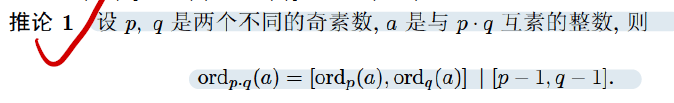 推论 1 设 p, q 是两个不同的奇素数, a 是与 p · q 互素的整数, 则
ord_{p·q}(a) = [ord_p(a), ord_q(a)] | [p − 1, q − 1].